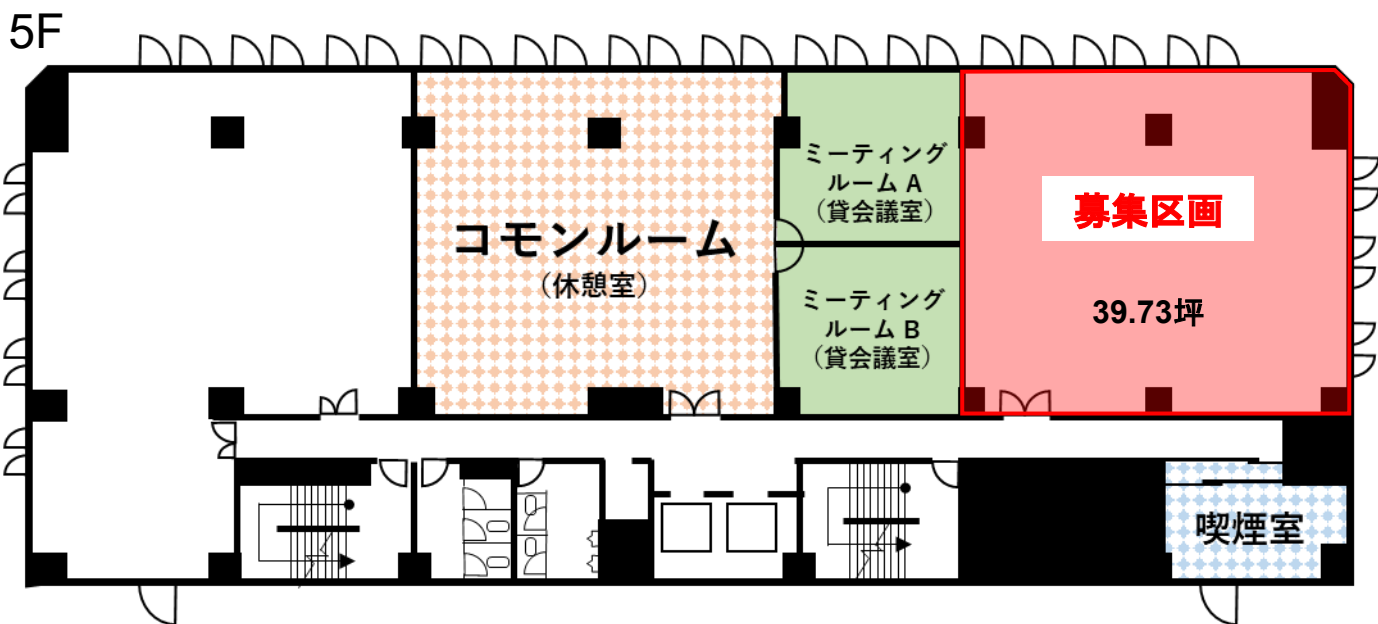 5F
ミーティング
ルーム A
（貸会議室）
募集区画
コモンルーム
（休憩室）
ミーティング
ルーム B
（貸会議室）
39.73坪
喫煙室